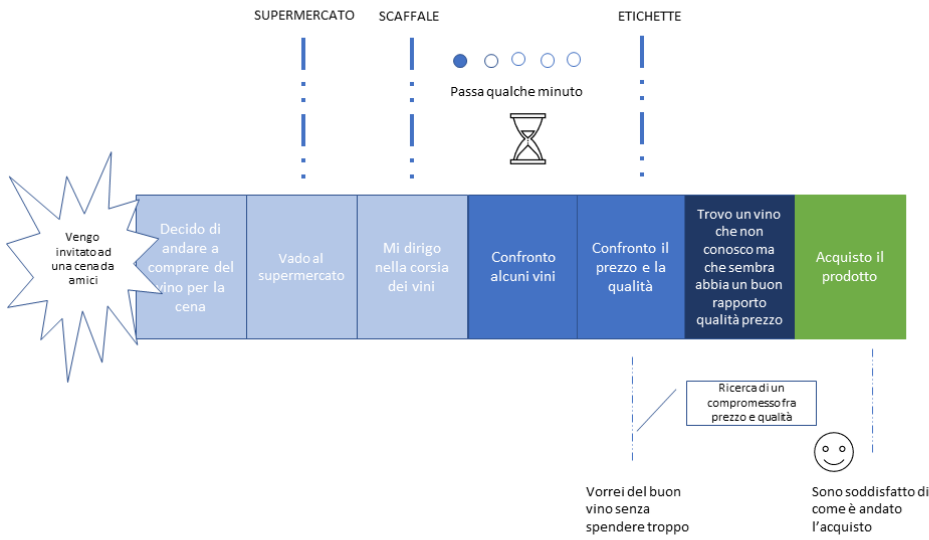 SUPERMERCATO
SCAFFALE
ETICHETTE
Passa qualche minuto
Vengo
invitato ad
una cena da
amici
Decido di
andare a
comprare del
vino per la
cena
Vado al
supermercato
Mi dirigo
nella corsia
dei vini
Confronto
alcuni vini
Confronto il
prezzo e la
qualità
Trovo un vino
che non
conosco ma
che sembra
abbia un buon
rapporto
qualità prezzo
Acquisto il
prodotto
Ricerca di un
compromesso fra
prezzo e qualità
Vorrei del buon
vino senza
spendere troppo
Sono soddisfatto di
come è andato
l’acquisto